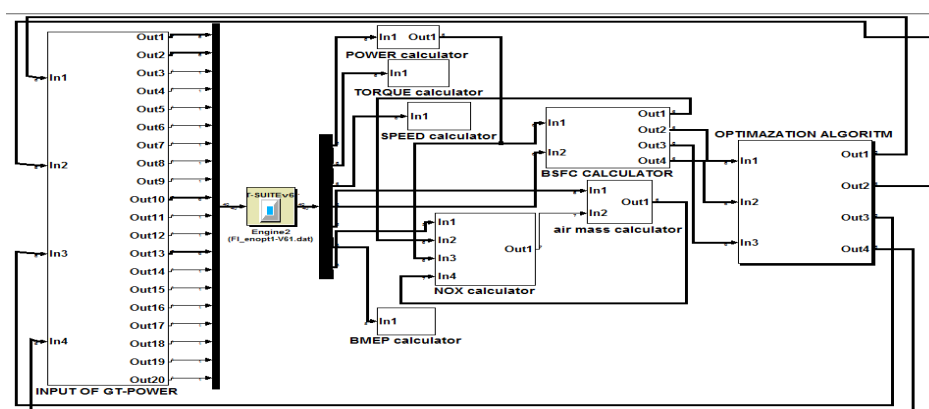 In1
In2
In3
In4
Out1
Out2
Out3
Out4
Out5
Out6
Out7
Out8
Out9
Out10
Out11
Out12
Out13
Out14
Out15
Out16
Out17
Out18
Out19
Out20
INPUT OF GT-POWER
T-SUITEv6
Engine2
(FI_enopt1-V61.dat)
In1 Out1
POWER calculator
In1
TORQUE calculator
In1
SPEED calculator
In1
In2
Out1
Out2
Out3
Out4
BSFC CALCULATOR
In1
In2
Out1
air mass calculator
In1
In2
In3
In4
Out1
NOX calculator
In1
BMEP calculator
OPTIMAZATION ALGORITM
In1
In2
In3
Out1
Out2
Out3
Out4